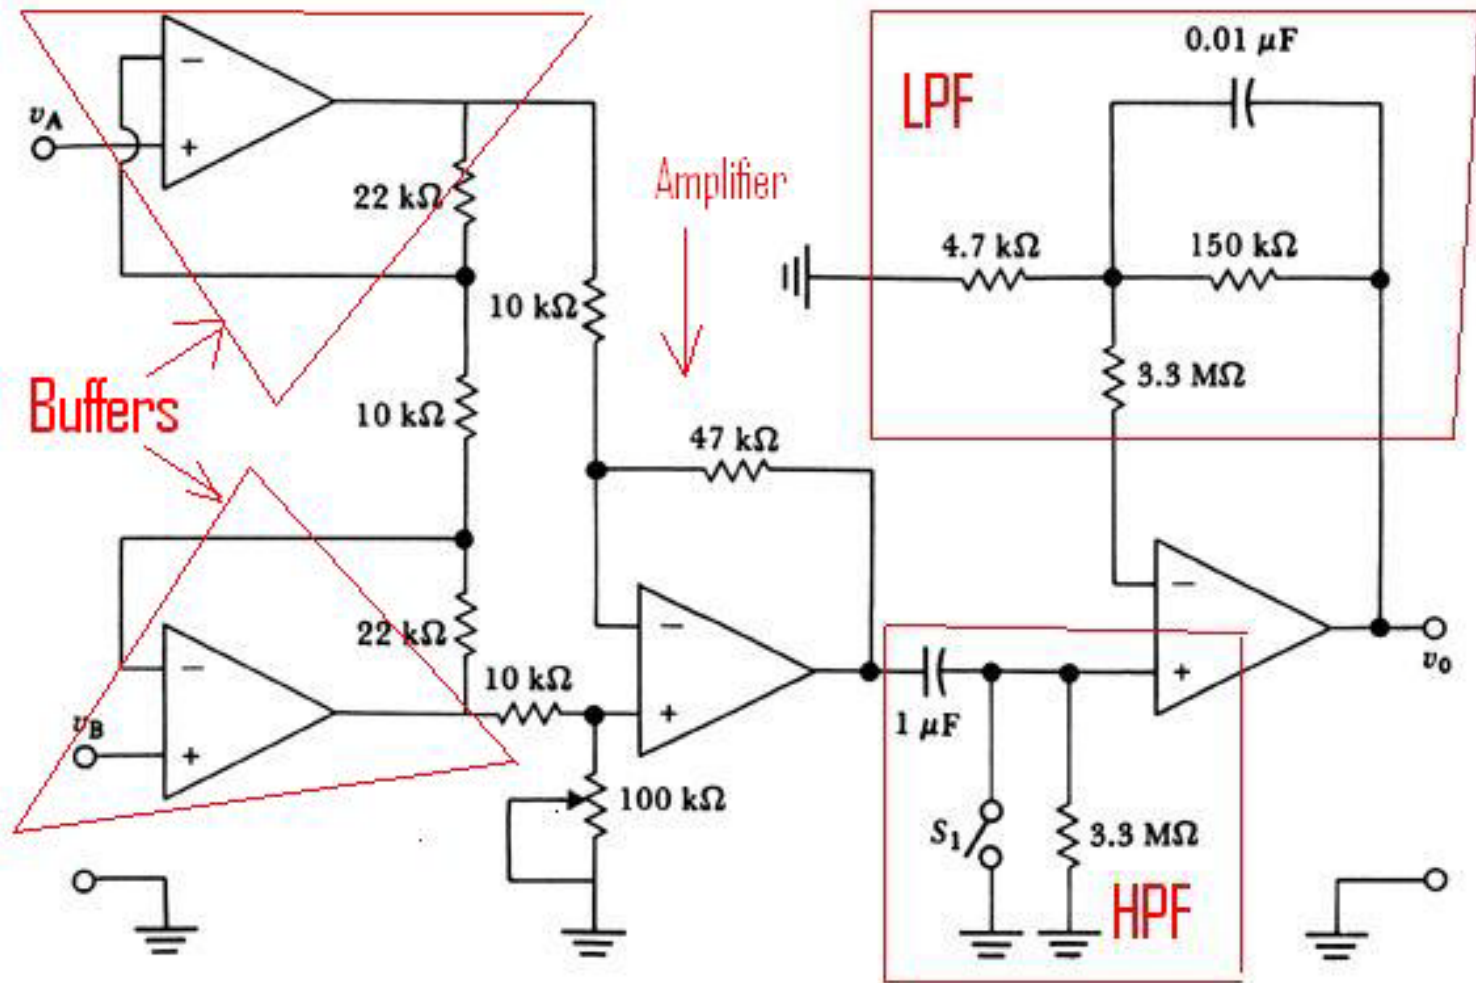 0.01 μF
LPF
v_A
−
+
22 kΩ
Amplifier
4.7 kΩ
150 kΩ
10 kΩ
3.3 MΩ
Buffers
10 kΩ
47 kΩ
−
22 kΩ
−
−
10 kΩ
v_B
+
+
+
1 μF
v_0
100 kΩ
S_1
3.3 MΩ
HPF